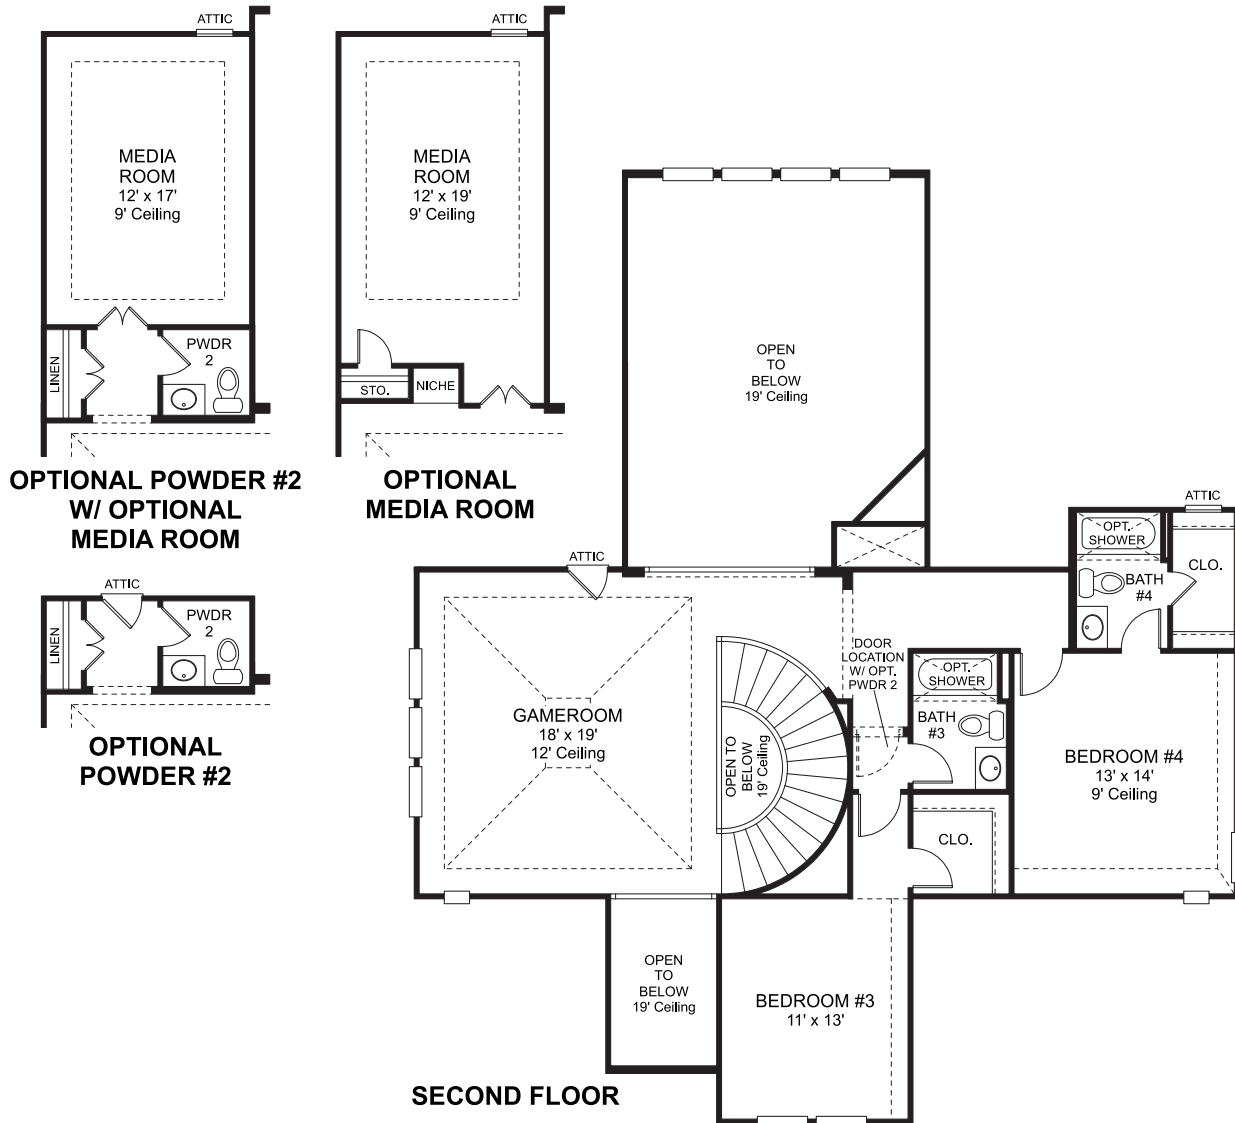 ATTIC
MEDIA
ROOM
12' x 17'
9' Ceiling
LINEN
PWDR
2
OPTIONAL POWDER #2
W/ OPTIONAL
MEDIA ROOM
ATTIC
MEDIA
ROOM
12' x 19'
9' Ceiling
STO.
NICHE
OPTIONAL
MEDIA ROOM
ATTIC
LINEN
PWDR
2
OPTIONAL
POWDER #2
OPEN
TO
BELOW
19' Ceiling
ATTIC
GAMEROOM
18' x 19'
12' Ceiling
OPEN TO
BELOW
19' Ceiling
DOOR
LOCATION
W/ OPT.
PWDR 2
OPT.
SHOWER
BATH
#3
CLO.
ATTIC
OPT.
SHOWER
BATH
#4
CLO.
BEDROOM #4
13' x 14'
9' Ceiling
OPEN
TO
BELOW
19' Ceiling
BEDROOM #3
11' x 13'
SECOND FLOOR